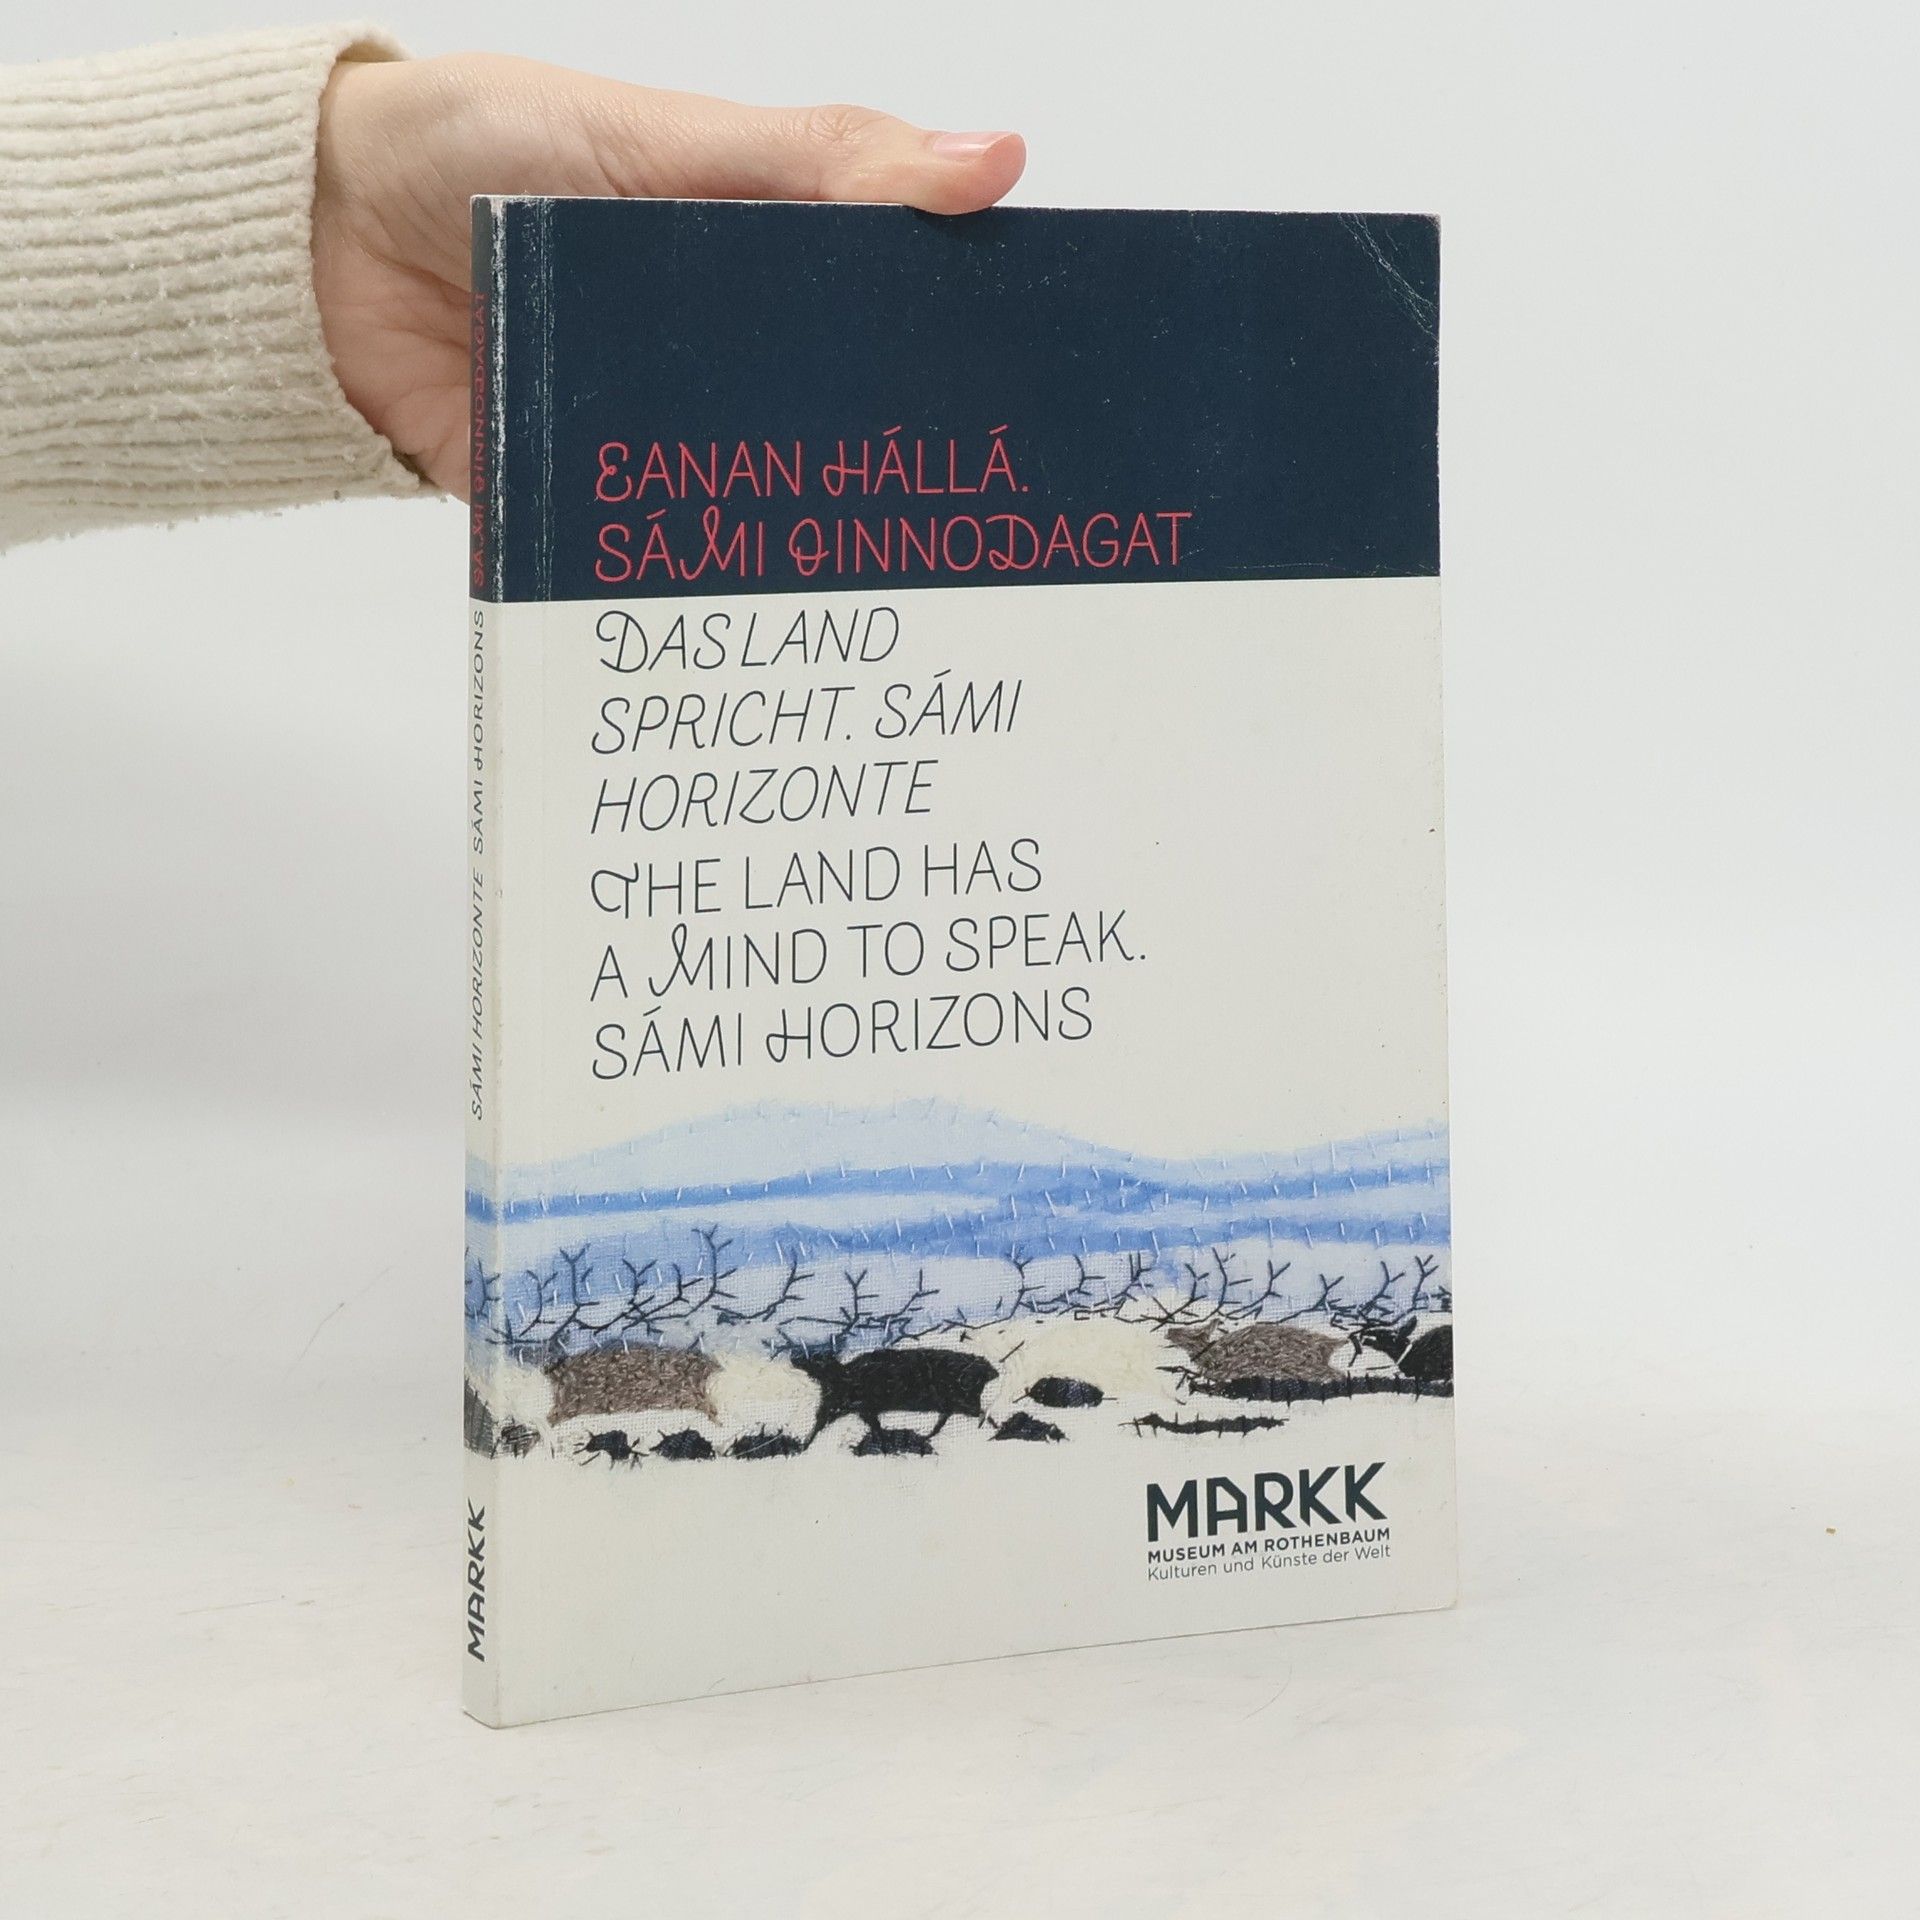 EANAN HÁLLÁ.
SÁMI OINNODAGAT
DAS LAND
SPRICHT. SÁMI
HORIZONTE
THE LAND HAS
A MIND TO SPEAK.
SÁMI HORIZONS
MARKK
MUSEUM AM ROTHENBAUM
Kulturen und Künste der Welt
SÁMI OINNODAGAT SÁMI HORIZONTE SÁMI HORIZONS
MARKK